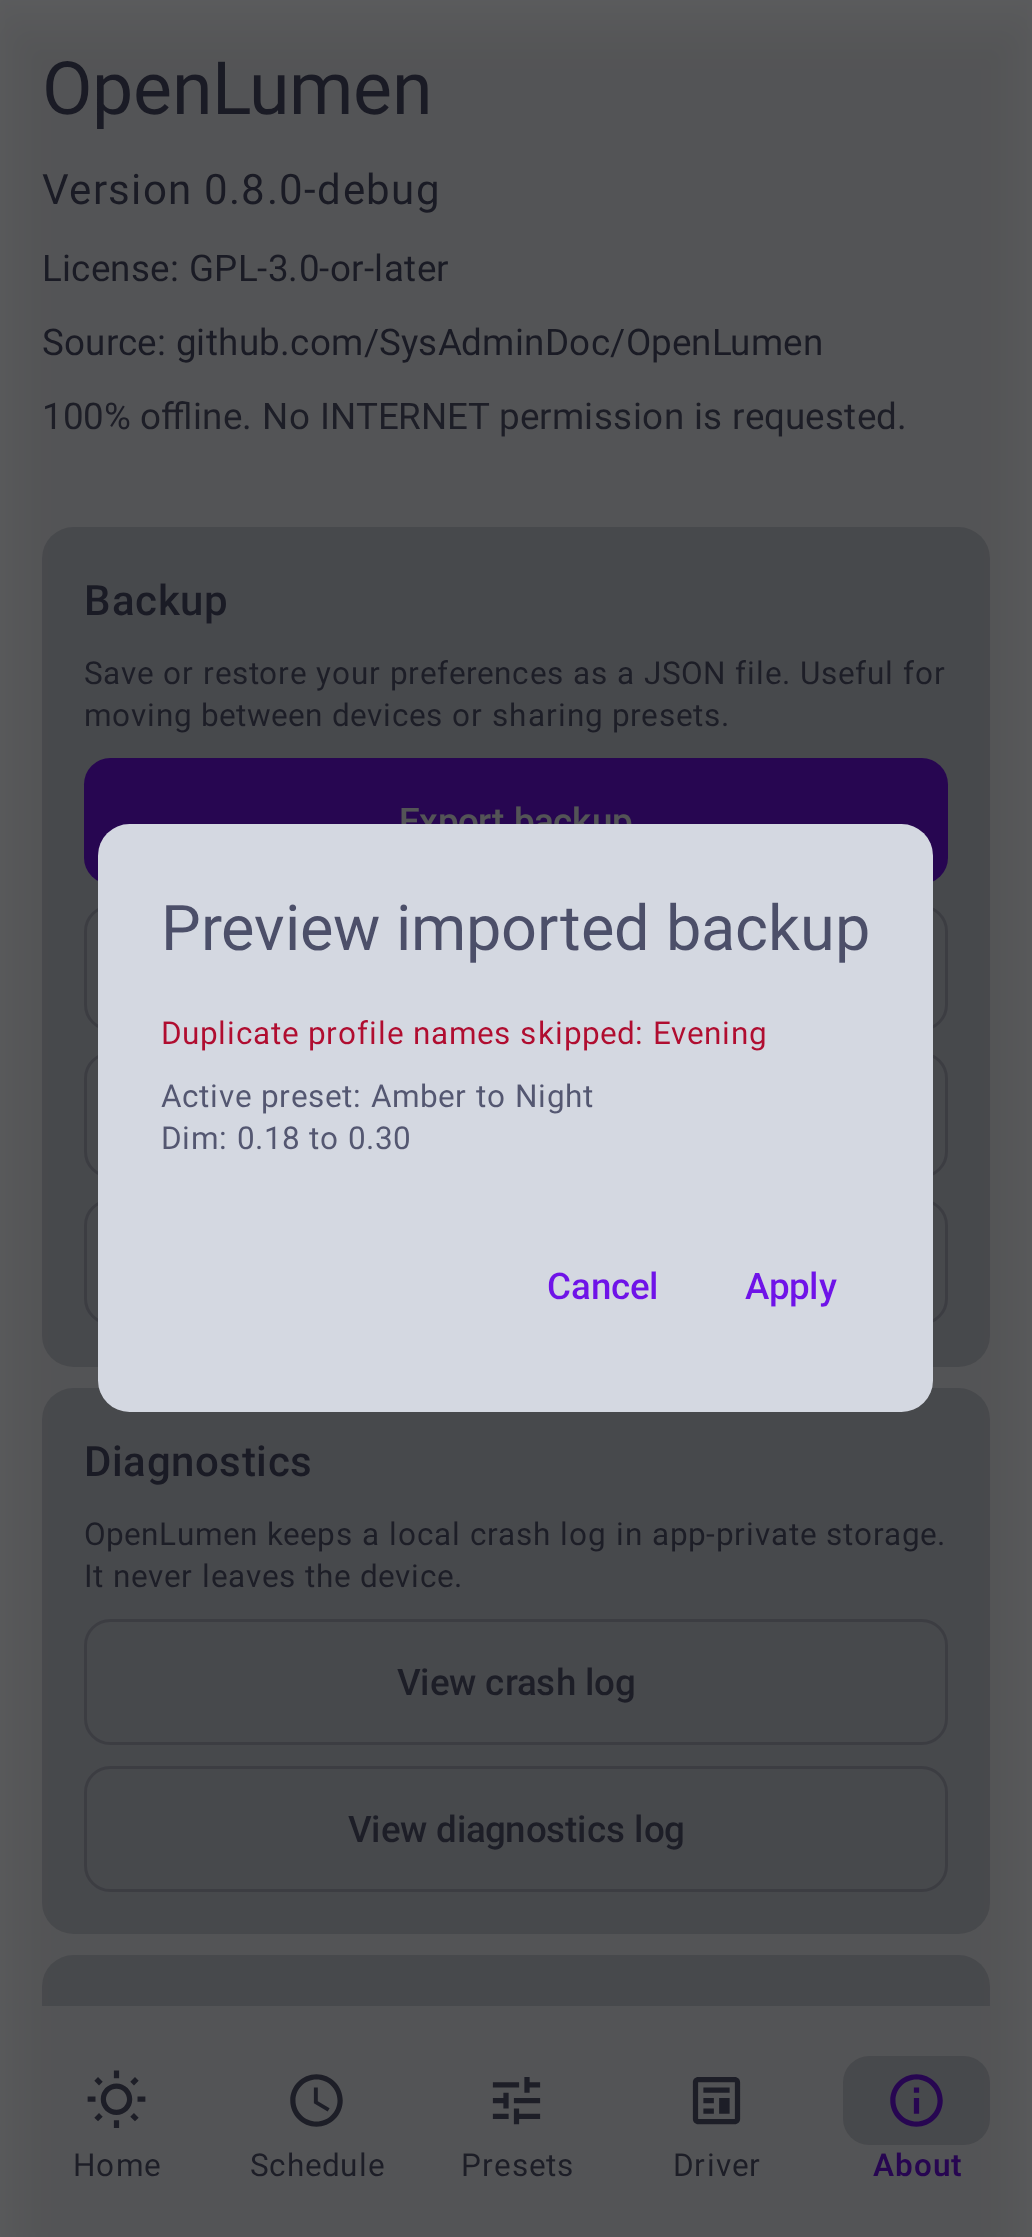 OpenLumen
Version 0.8.0-debug
License: GPL-3.0-or-later
Source: github.com/SysAdminDoc/OpenLumen
100% offline. No INTERNET permission is requested.
Backup
Save or restore your preferences as a JSON file. Useful for
moving between devices or sharing presets.
Export backup
Preview imported backup
Duplicate profile names skipped: Evening
Active preset: Amber to Night
Dim: 0.18 to 0.30
Cancel
Apply
Diagnostics
OpenLumen keeps a local crash log in app-private storage.
It never leaves the device.
View crash log
View diagnostics log
Home
Schedule
Presets
Driver
About